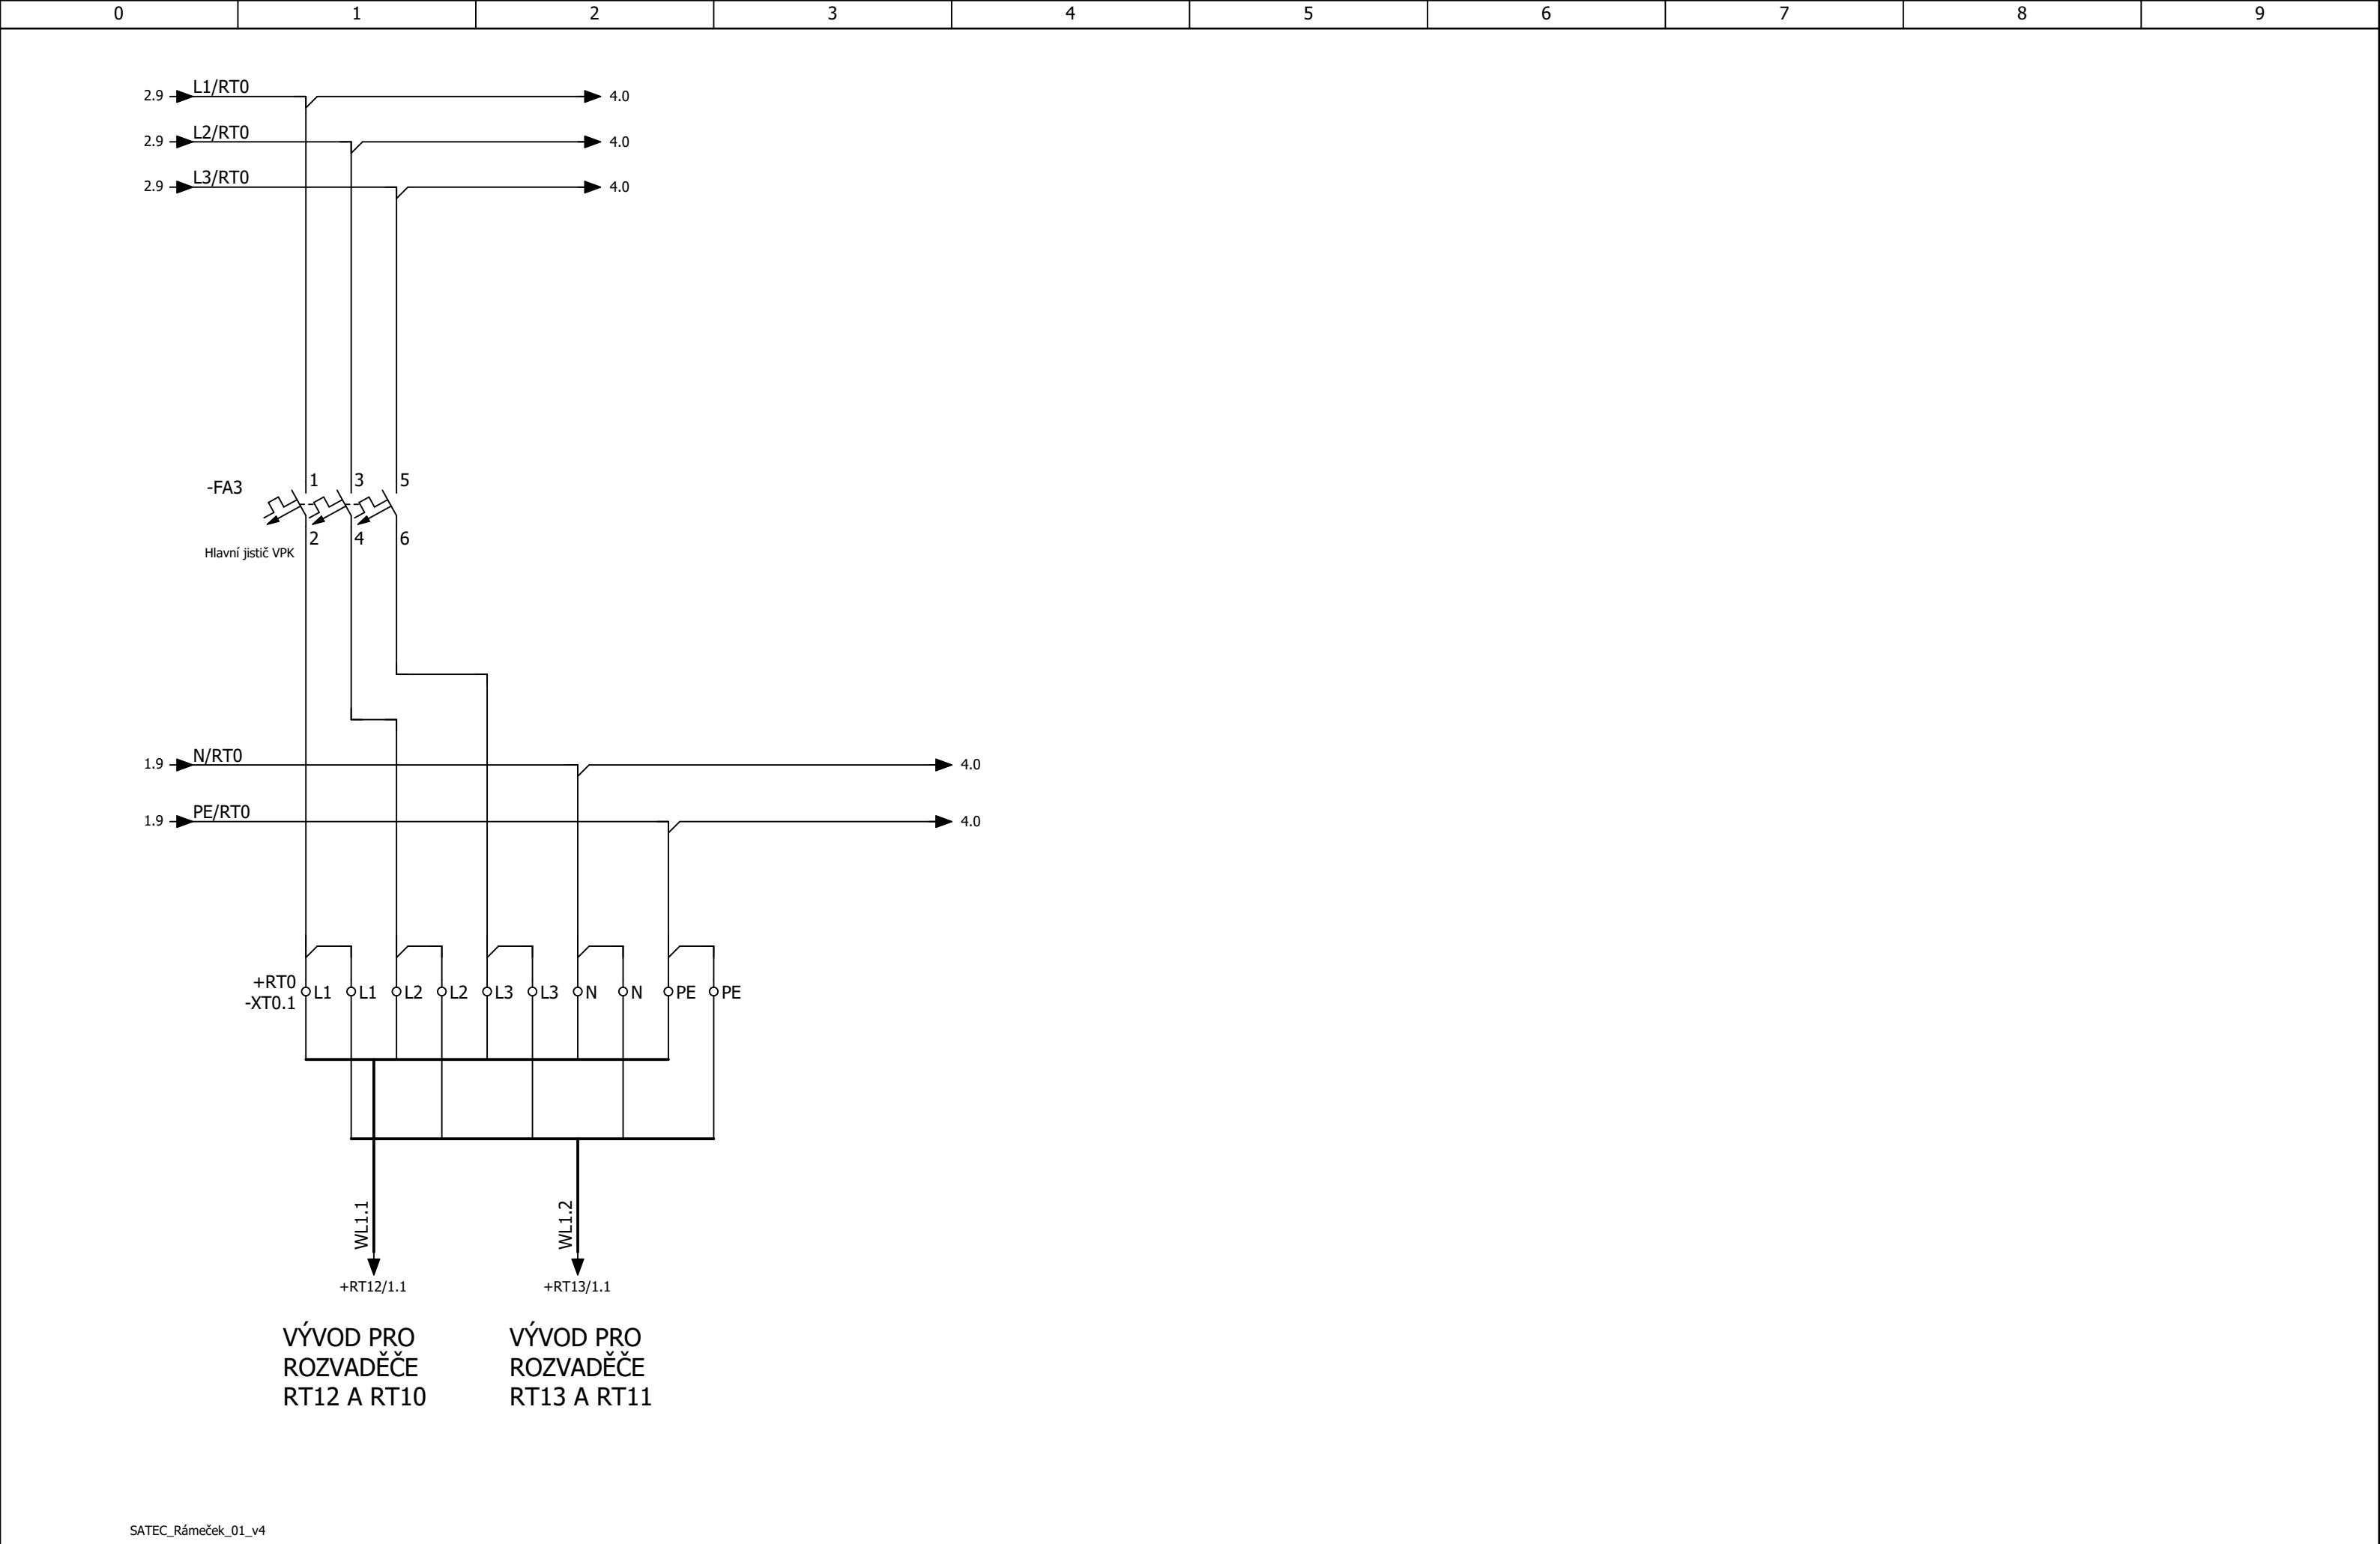 0 1 2 3 4 5 6 7 8 9
2.9 L1/RT0 4.0
2.9 L2/RT0 4.0
2.9 L3/RT0 4.0
-FA3 1 3 5
2 4 6
Hlavní jistič VPK
1.9 N/RT0 4.0
1.9 PE/RT0 4.0
+RT0
-XT0.1
L1 L1 L2 L2 L3 L3 N N PE PE
WL1.1
WL1.2
+RT12/1.1
+RT13/1.1
VÝVOD PRO
ROZVADĚČE
RT12 A RT10
VÝVOD PRO
ROZVADĚČE
RT13 A RT11
SATEC_Rámeček_01_v4